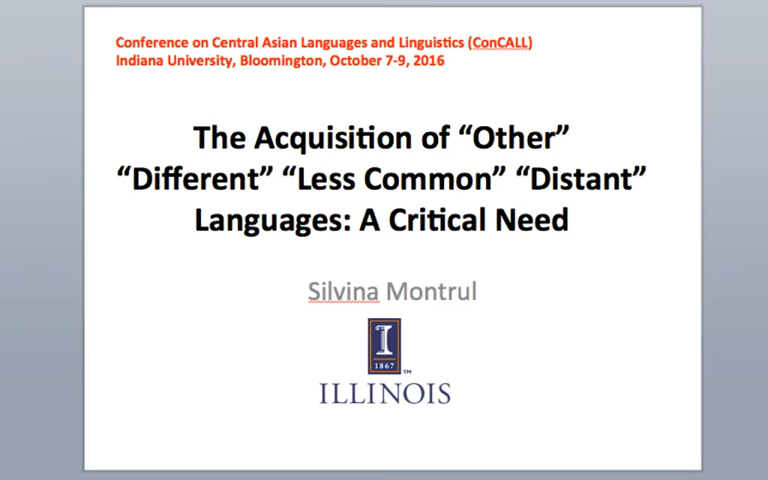 Conference on Central Asian Languages and Linguistics (ConCALL)
Indiana University, Bloomington, October 7-9, 2016
The Acquisition of “Other”
“Different” “Less Common” “Distant”
Languages: A Critical Need
Silvina Montrul
I
1867
™
ILLINOIS